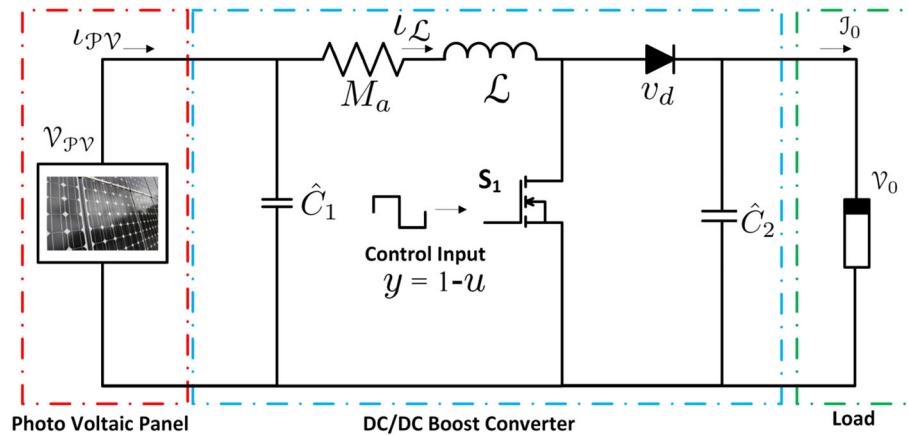 ι𝒫𝒱
ιℒ
ℐ0
Ma
ℒ
vd
𝒱𝒫𝒱
S1
𝒱0
Ĉ1
Ĉ2
Control Input
y = 1-u
Photo Voltaic Panel
DC/DC Boost Converter
Load